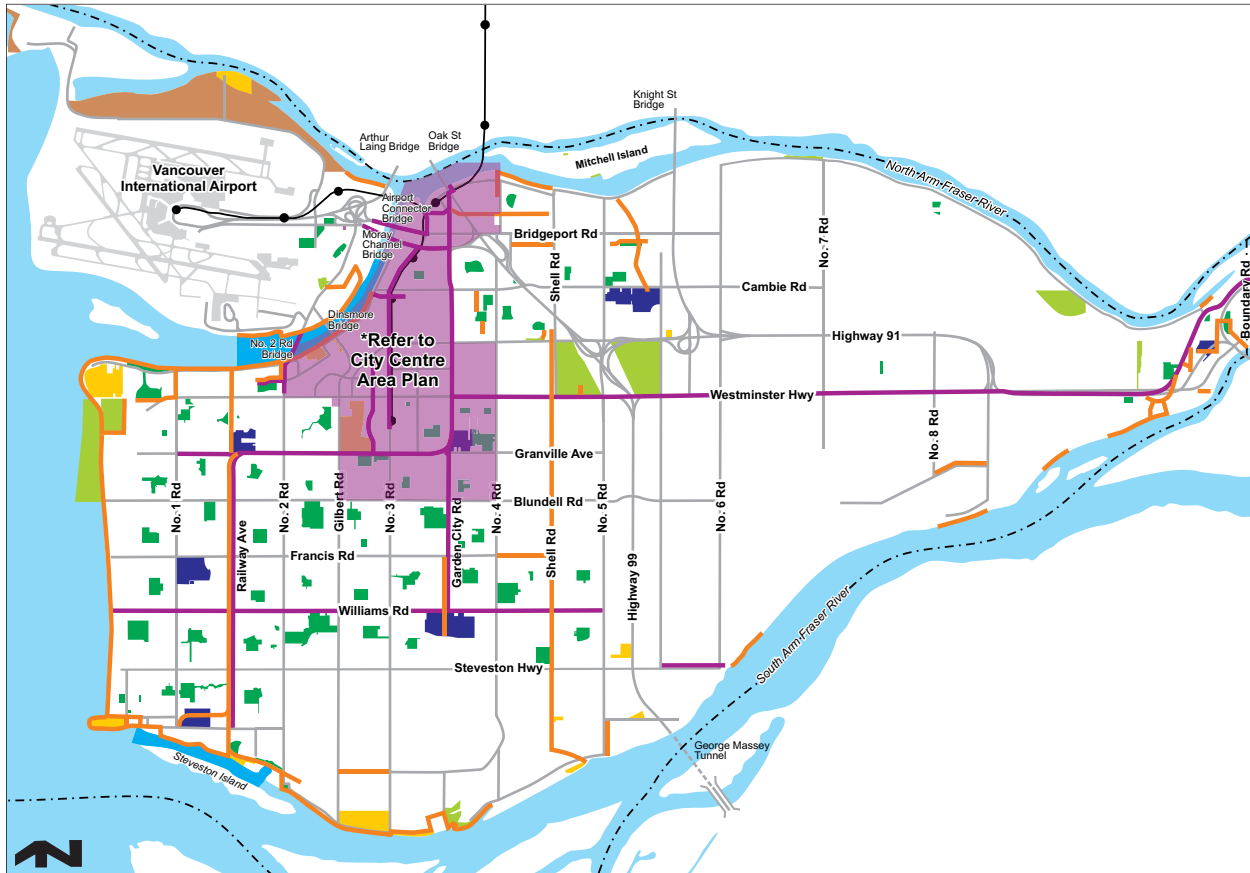 Knight St
Bridge
Arthur
Laing Bridge
Oak St
Bridge
Mitchell Island
Vancouver
International Airport
North Arm Fraser River
Airport
Connector
Bridge
Moray
Channel
Bridge
Bridgeport Rd
No. 7 Rd
Shell Rd
Cambie Rd
Boundary Rd
Dinsmore
Bridge
No. 2 Rd
Bridge
*Refer to
City Centre
Area Plan
Highway 91
Westminster Hwy
No. 8 Rd
Granville Ave
Blundell Rd
No. 1 Rd
Railway Ave
No. 2 Rd
Gilbert Rd
No. 3 Rd
Garden City Rd
No. 4 Rd
Shell Rd
No. 5 Rd
Highway 99
No. 6 Rd
Francis Rd
Williams Rd
Steveston Hwy
South Arm Fraser River
George Massey
Tunnel
Steveston Island
N